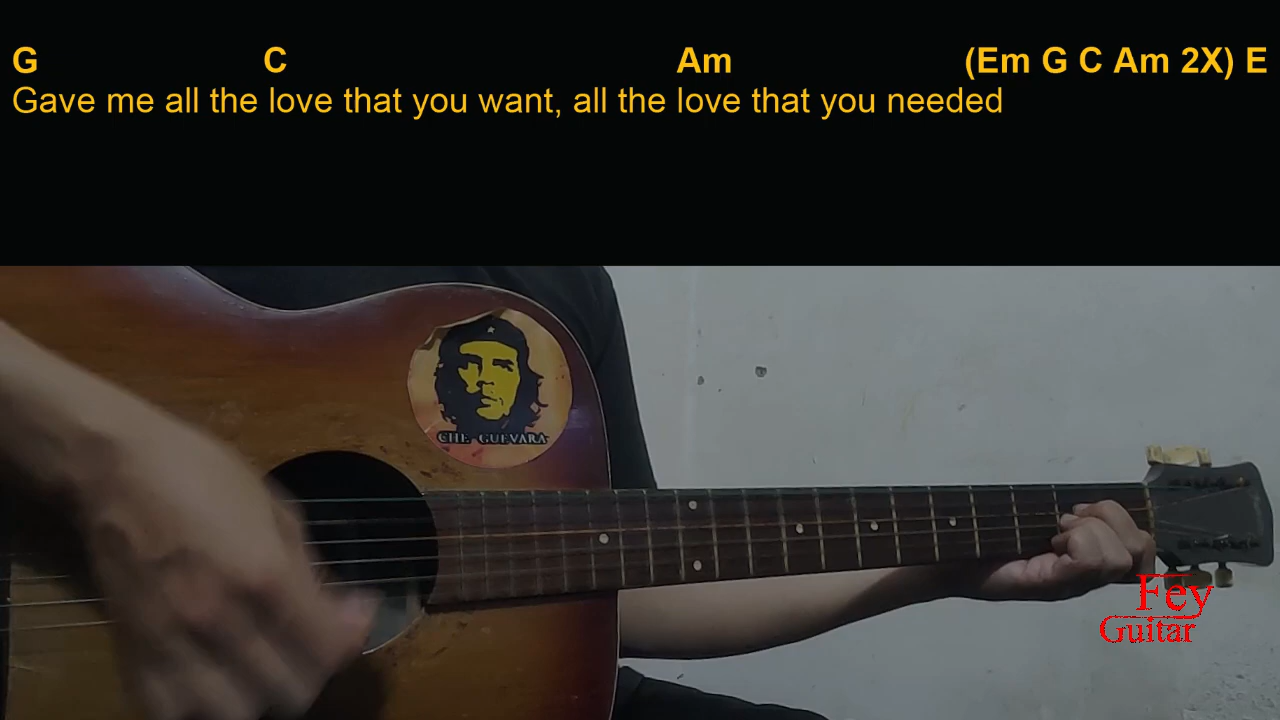 G C Am (Em G C Am 2X) E
Gave me all the love that you want, all the love that you needed
CHE GUEVARA
Fey
Guitar